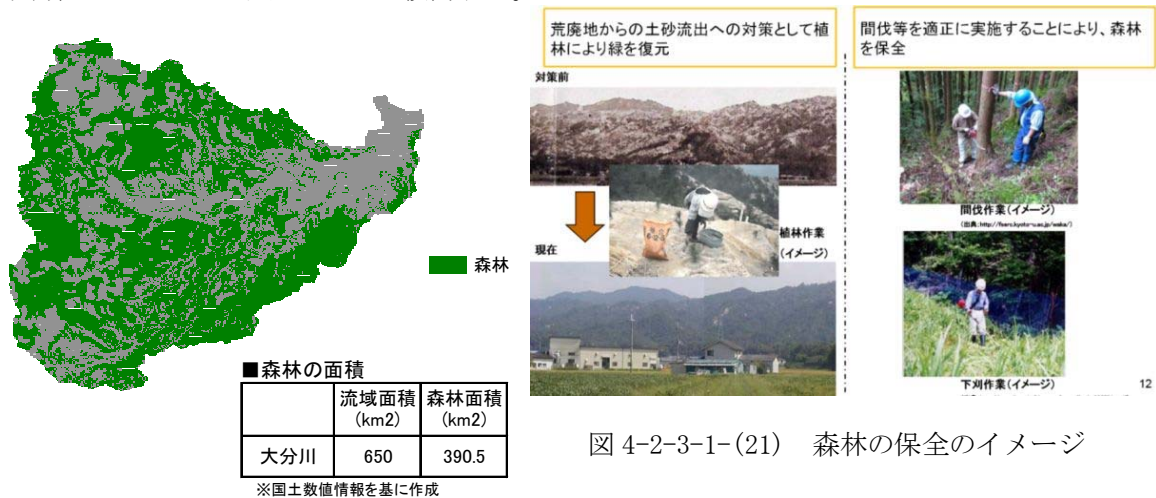 荒廃地からの土砂流出への対策として植
林により緑を復元
対策前
現在
植林作業
(イメージ)
間伐等を適正に実施することにより、森林
を保全
間伐作業(イメージ)
下刈作業(イメージ)
12
森林
■森林の面積
流域面積
(km2)
森林面積
(km2)
大分川 650 390.5
※国土数値情報を基に作成
図 4-2-3-1-(21) 森林の保全のイメージ